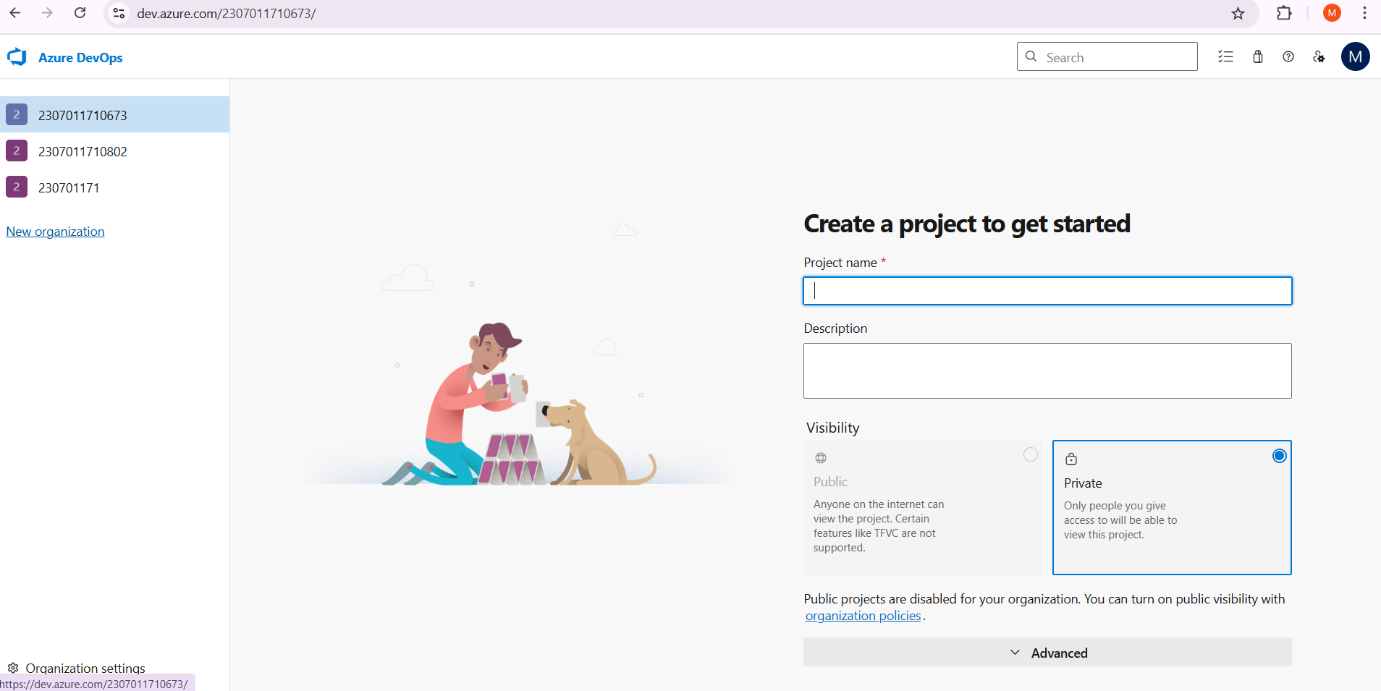 dev.azure.com/2307011710673/
M
Azure DevOps
Search
M
2 2307011710673
2 2307011710802
2 230701171
New organization
Create a project to get started
Project name *
Description
Visibility
Public
Anyone on the internet can
view the project. Certain
features like TFVC are not
supported.
Private
Only people you give
access to will be able to
view this project.
Public projects are disabled for your organization. You can turn on public visibility with
organization policies.
Advanced
Organization settings
https://dev.azure.com/2307011710673/